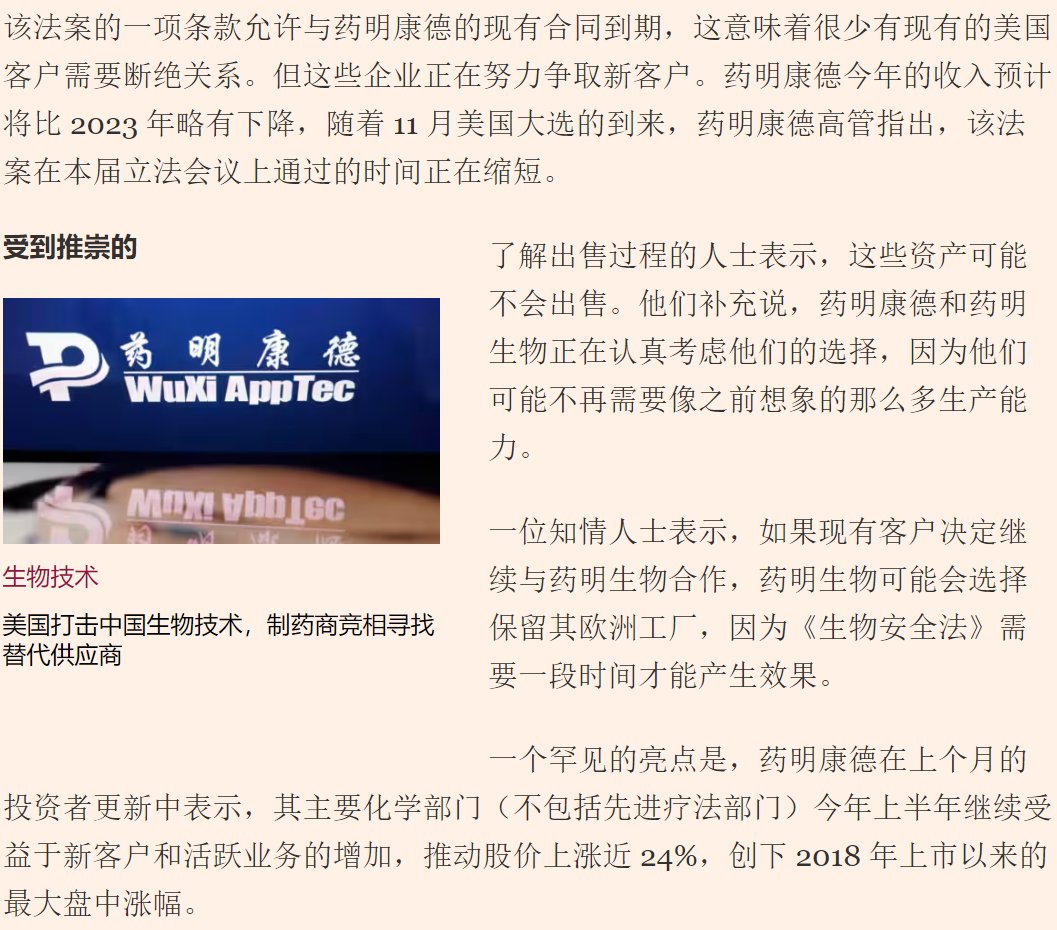 该法案的一项条款允许与药明康德的现有合同到期，这意味着很少有现有的美国
客户需要断绝关系。但这些企业正在努力争取新客户。药明康德今年的收入预计
将比 2023 年略有下降，随着 11 月美国大选的到来，药明康德高管指出，该法
案在本届立法会议上通过的时间正在缩短。
受到推崇的
药明康德
WuXi AppTec
WuXi AppTec
药明康德
生物技术
美国打击中国生物技术，制药商竞相寻找
替代供应商
了解出售过程的人士表示，这些资产可能
不会出售。他们补充说，药明康德和药明
生物正在认真考虑他们的选择，因为他们
可能不再需要像之前想象的那么多生产能
力。
一位知情人士表示，如果现有客户决定继
续与药明生物合作，药明生物可能会选择
保留其欧洲工厂，因为《生物安全法》需
要一段时间才能产生效果。
一个罕见的亮点是，药明康德在上个月的
投资者更新中表示，其主要化学部门（不包括先进疗法部门）今年上半年继续受
益于新客户和活跃业务的增加，推动股价上涨近 24%，创下 2018 年上市以来的
最大盘中涨幅。